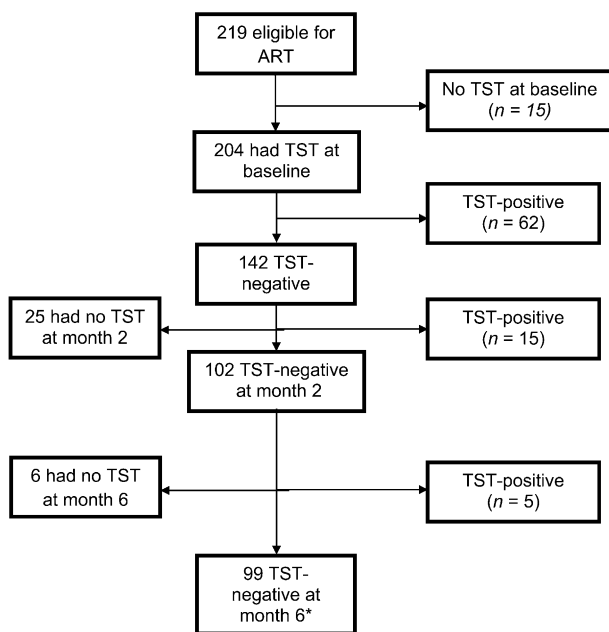 219 eligible for
ART
No TST at baseline
(n = 15)
204 had TST at
baseline
TST-positive
(n = 62)
142 TST-
negative
25 had no TST
at month 2
TST-positive
(n = 15)
102 TST-negative
at month 2
6 had no TST
at month 6
TST-positive
(n = 5)
99 TST-
negative at
month 6*